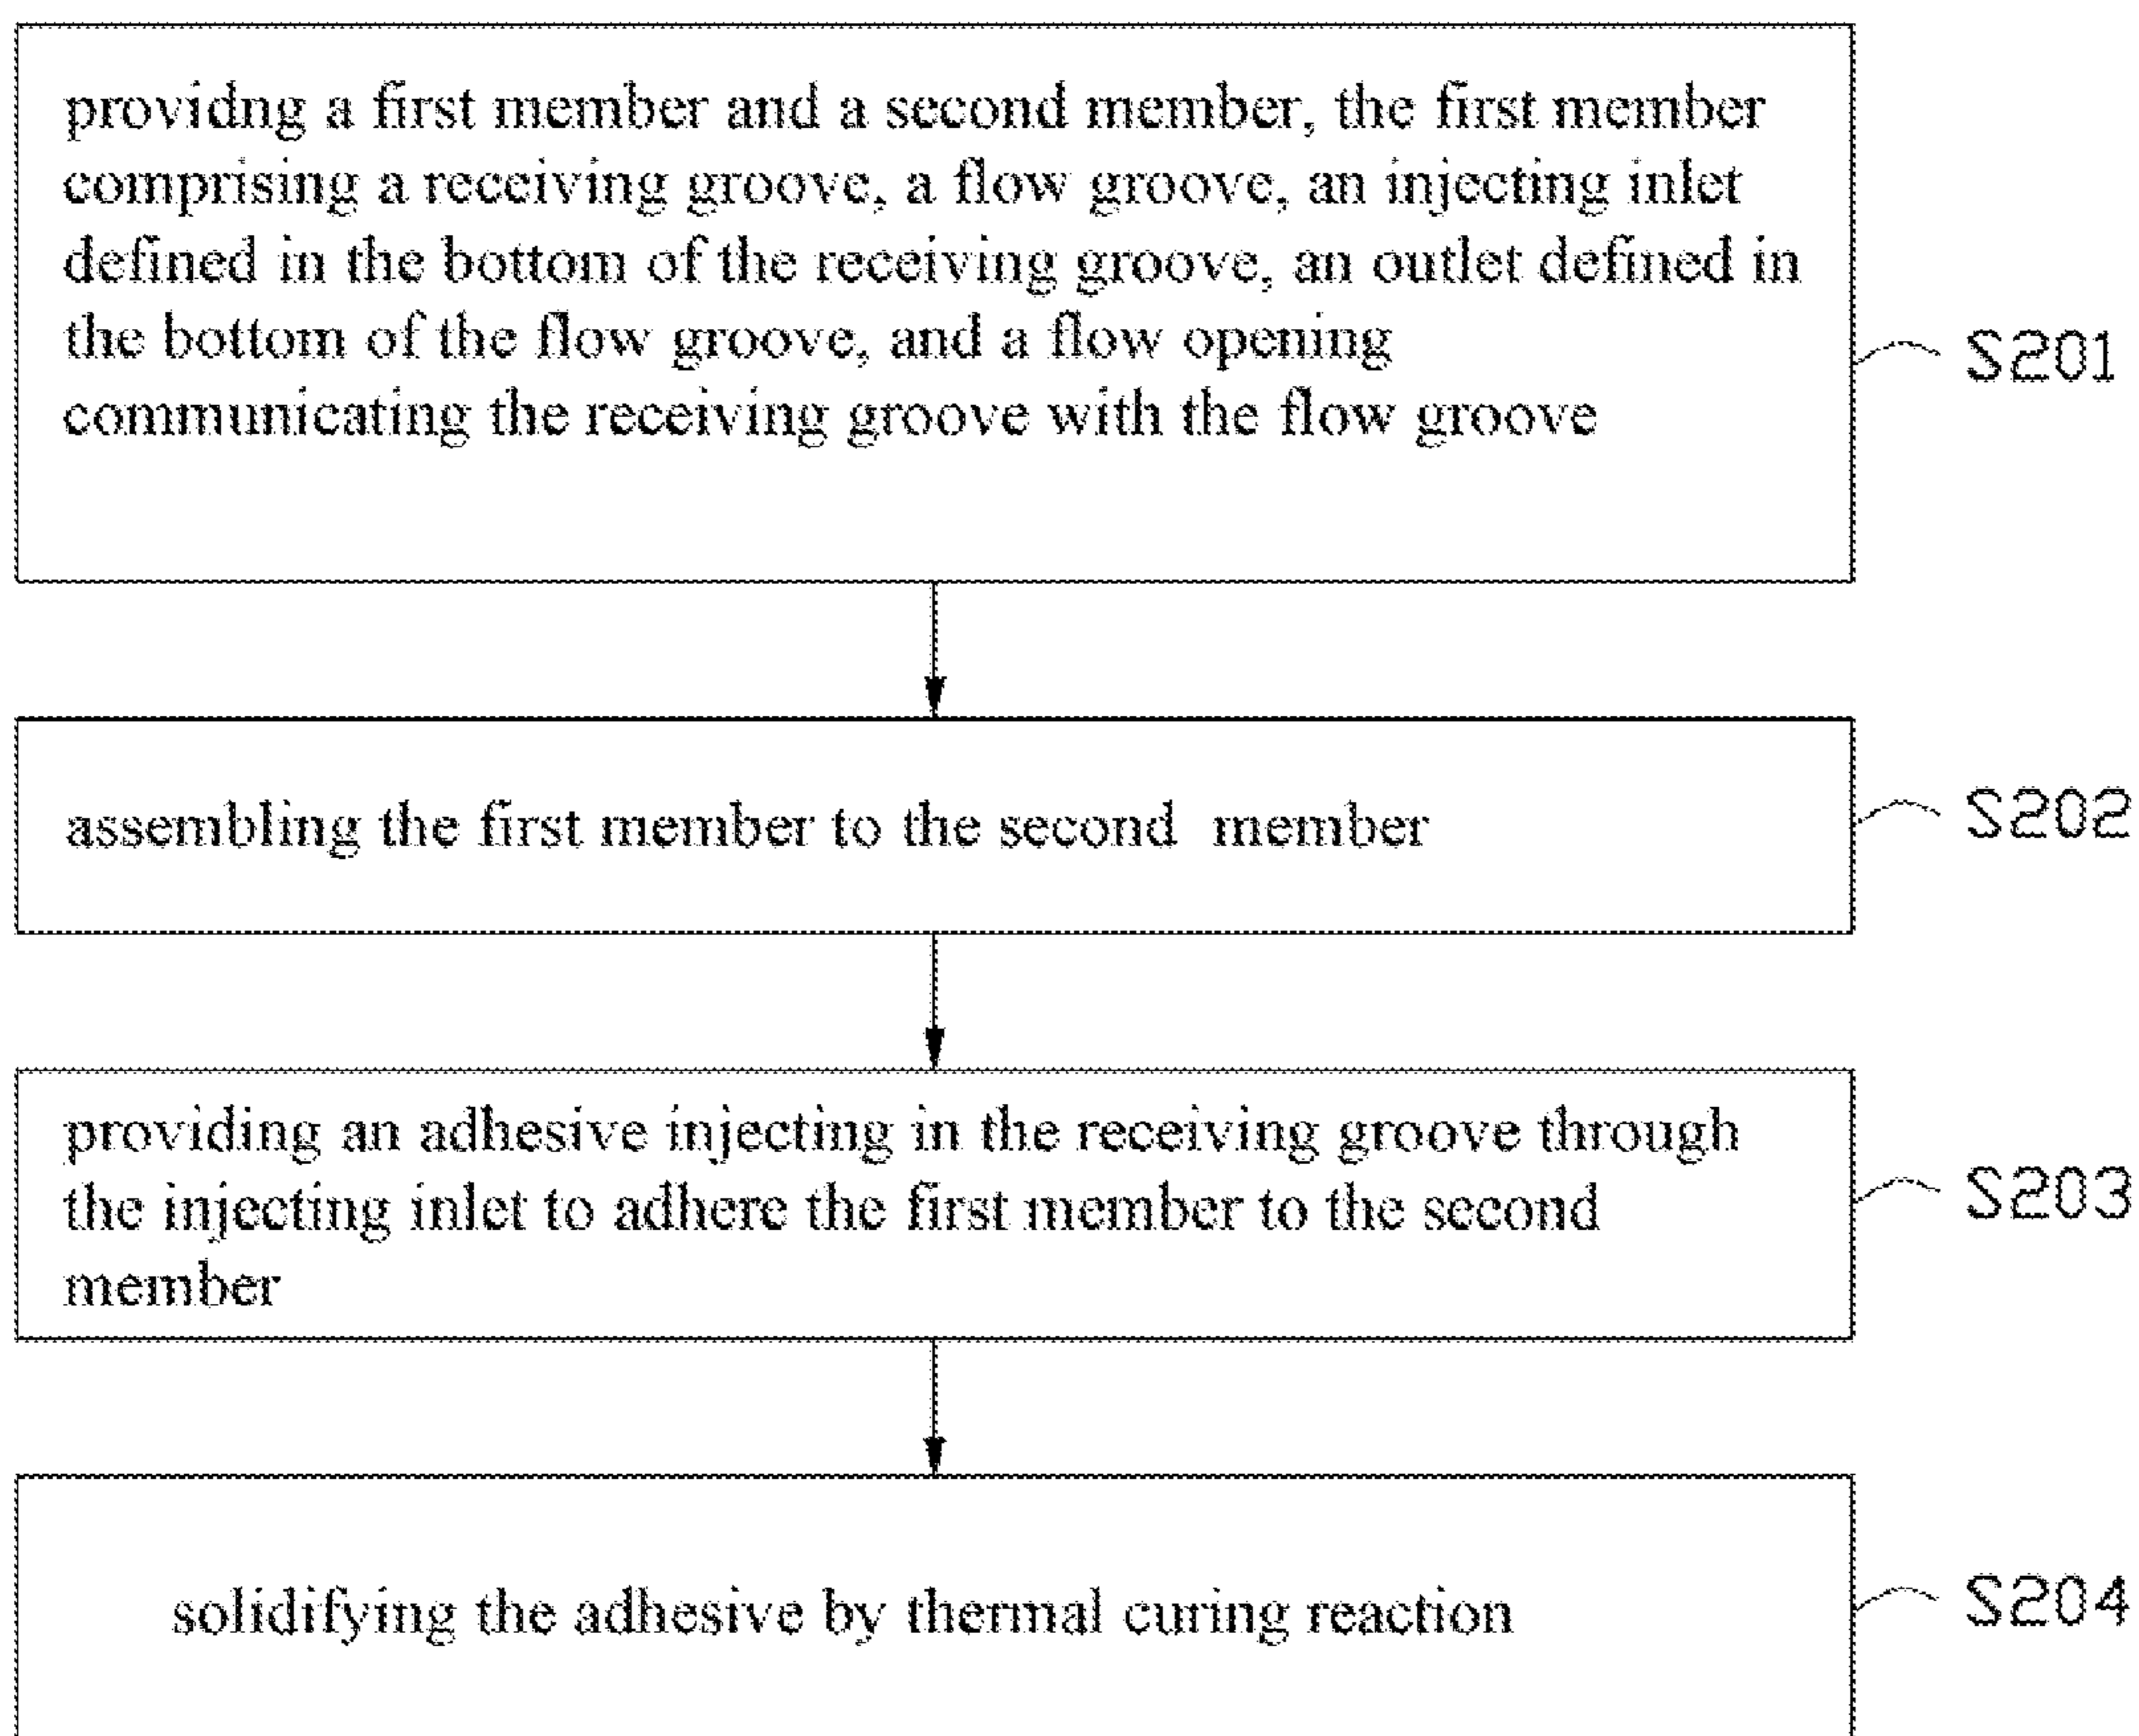 providng a first member and a second member, the first member
comprising a receiving groove, a flow groove, an injecting inlet
defined in the bottom of the receiving groove, an outlet defined in
the bottom of the flow groove, and a flow opening
communicating the receiving groove with the flow groove
S201
assembling the first member to the second member
S202
providing an adhesive injecting in the receiving groove through
the injecting inlet to adhere the first member to the second
member
S203
solidifying the adhesive by thermal curing reaction
S204